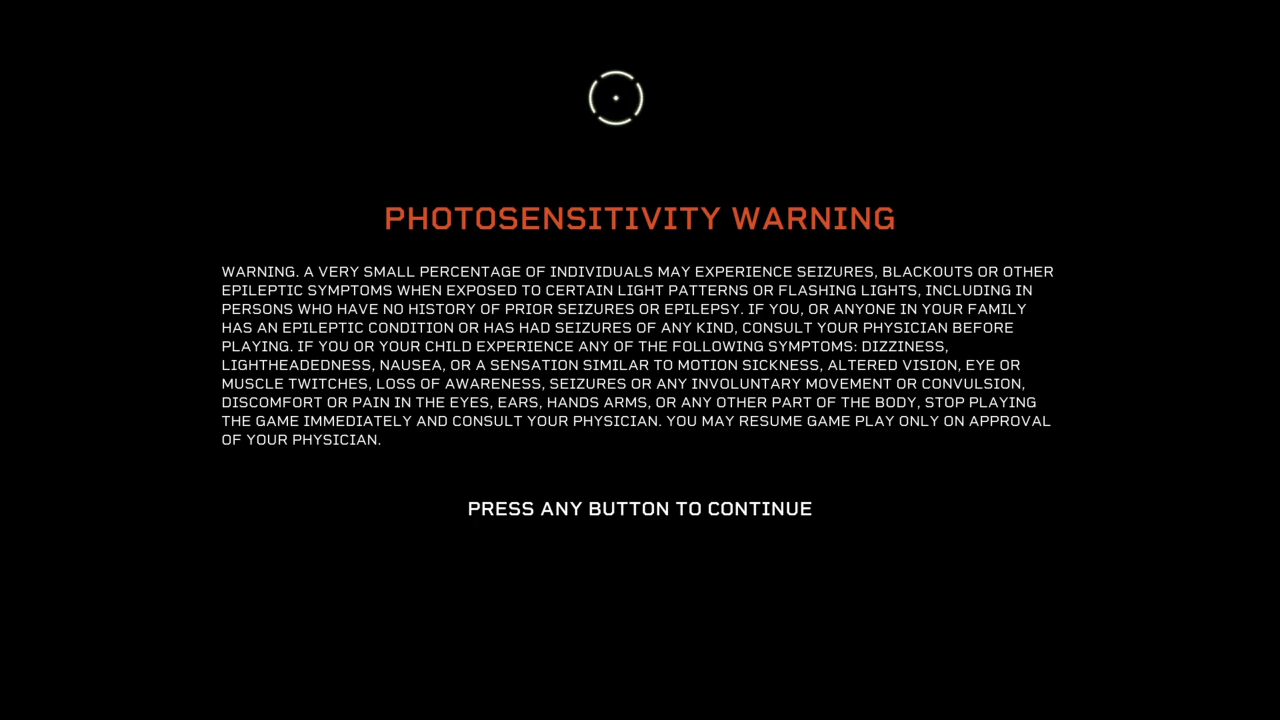 PHOTOSENSITIVITY WARNING
WARNING. A VERY SMALL PERCENTAGE OF INDIVIDUALS MAY EXPERIENCE SEIZURES, BLACKOUTS OR OTHER
EPILEPTIC SYMPTOMS WHEN EXPOSED TO CERTAIN LIGHT PATTERNS OR FLASHING LIGHTS, INCLUDING IN
PERSONS WHO HAVE NO HISTORY OF PRIOR SEIZURES OR EPILEPSY. IF YOU, OR ANYONE IN YOUR FAMILY
HAS AN EPILEPTIC CONDITION OR HAS HAD SEIZURES OF ANY KIND, CONSULT YOUR PHYSICIAN BEFORE
PLAYING. IF YOU OR YOUR CHILD EXPERIENCE ANY OF THE FOLLOWING SYMPTOMS: DIZZINESS,
LIGHTHEADEDNESS, NAUSEA, OR A SENSATION SIMILAR TO MOTION SICKNESS, ALTERED VISION, EYE OR
MUSCLE TWITCHES, LOSS OF AWARENESS, SEIZURES OR ANY INVOLUNTARY MOVEMENT OR CONVULSION,
DISCOMFORT OR PAIN IN THE EYES, EARS, HANDS ARMS, OR ANY OTHER PART OF THE BODY, STOP PLAYING
THE GAME IMMEDIATELY AND CONSULT YOUR PHYSICIAN. YOU MAY RESUME GAME PLAY ONLY ON APPROVAL
OF YOUR PHYSICIAN.
PRESS ANY BUTTON TO CONTINUE